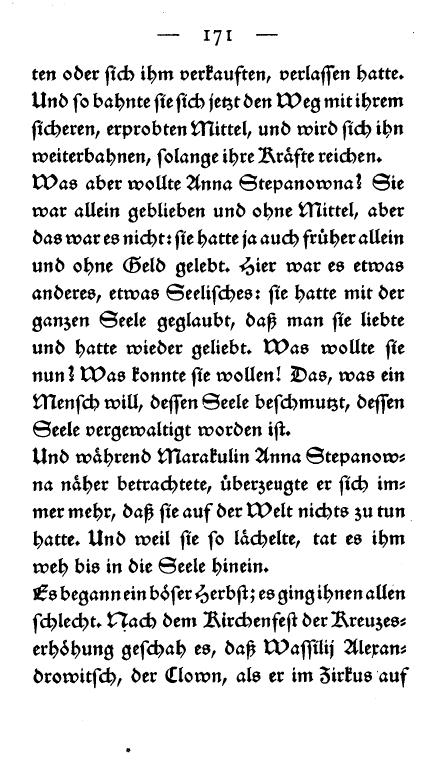 — 171 —
ten oder sich ihm verkauften, verlassen hatte.
Und so bahnte sie sich jetzt den Weg mit ihrem
sicheren, erprobten Mittel, und wird sich ihn
weiterbahnen, solange ihre Kräfte reichen.
Was aber wollte Anna Stepanowna? Sie
war allein geblieben und ohne Mittel, aber
das war es nicht: sie hatte ja auch früher allein
und ohne Geld gelebt. Hier war es etwas
anderes, etwas Seelisches: sie hatte mit der
ganzen Seele geglaubt, daß man sie liebte
und hatte wieder geliebt. Was wollte sie
nun? Was konnte sie wollen! Das, was ein
Mensch will, dessen Seele beschmutzt, dessen
Seele vergewaltigt worden ist.
Und während Marakulin Anna Stepanow-
na näher betrachtete, überzeugte er sich im-
mer mehr, daß sie auf der Welt nichts zu tun
hatte. Und weil sie so lächelte, tat es ihm
weh bis in die Seele hinein.
Es begann ein böser Herbst; es ging ihnen allen
schlecht. Nach dem Kirchenfest der Kreuzes-
erhöhung geschah es, daß Wassilij Alexan-
drowitsch, der Clown, als er im Zirkus auf